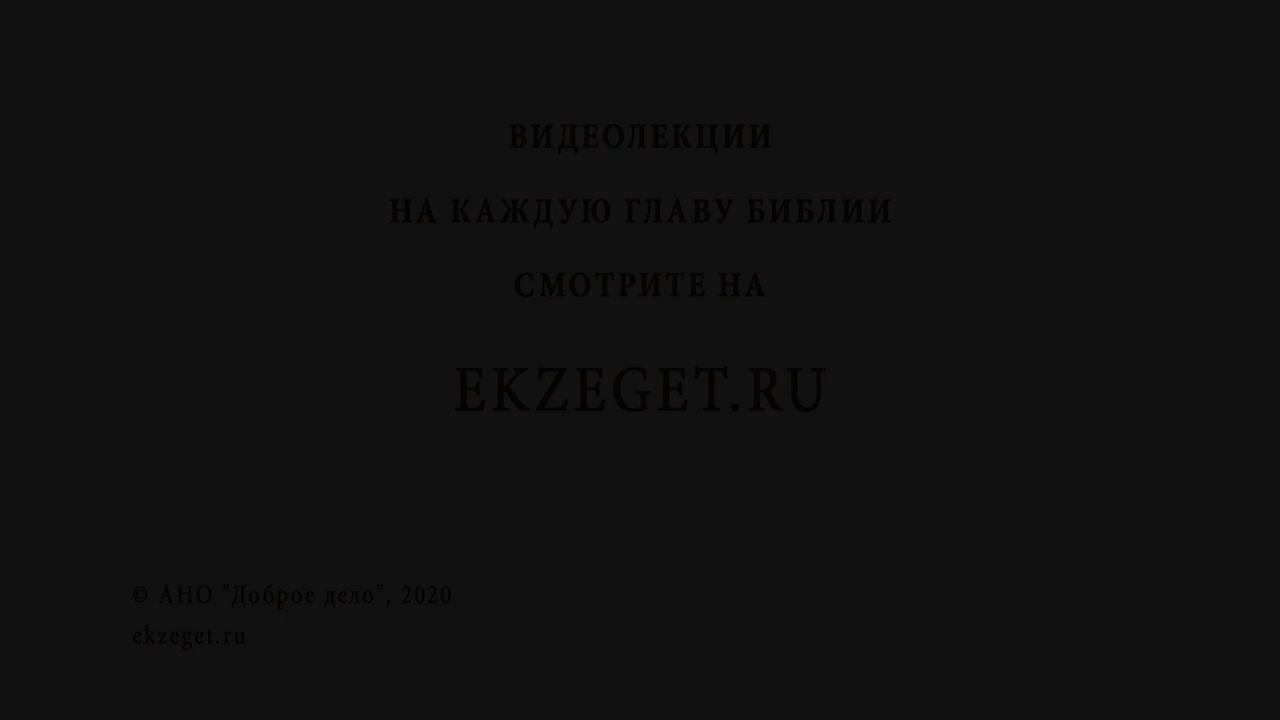 ВИДЕОЛЕКЦИИ
НА КАЖДУЮ ГЛАВУ БИБЛИИ
СМОТРИТЕ НА
EKZEGET.RU
© АНО "Доброе дело", 2020
ekzeget.ru